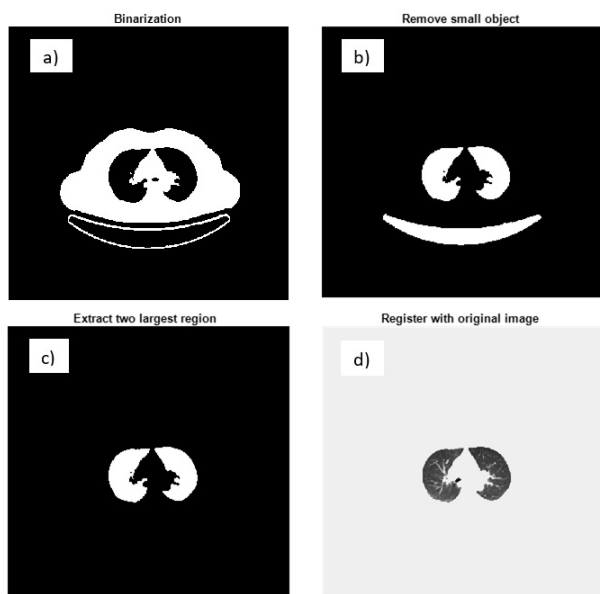 Binarization
a)
Remove small object
b)
Extract two largest region
c)
Register with original image
d)